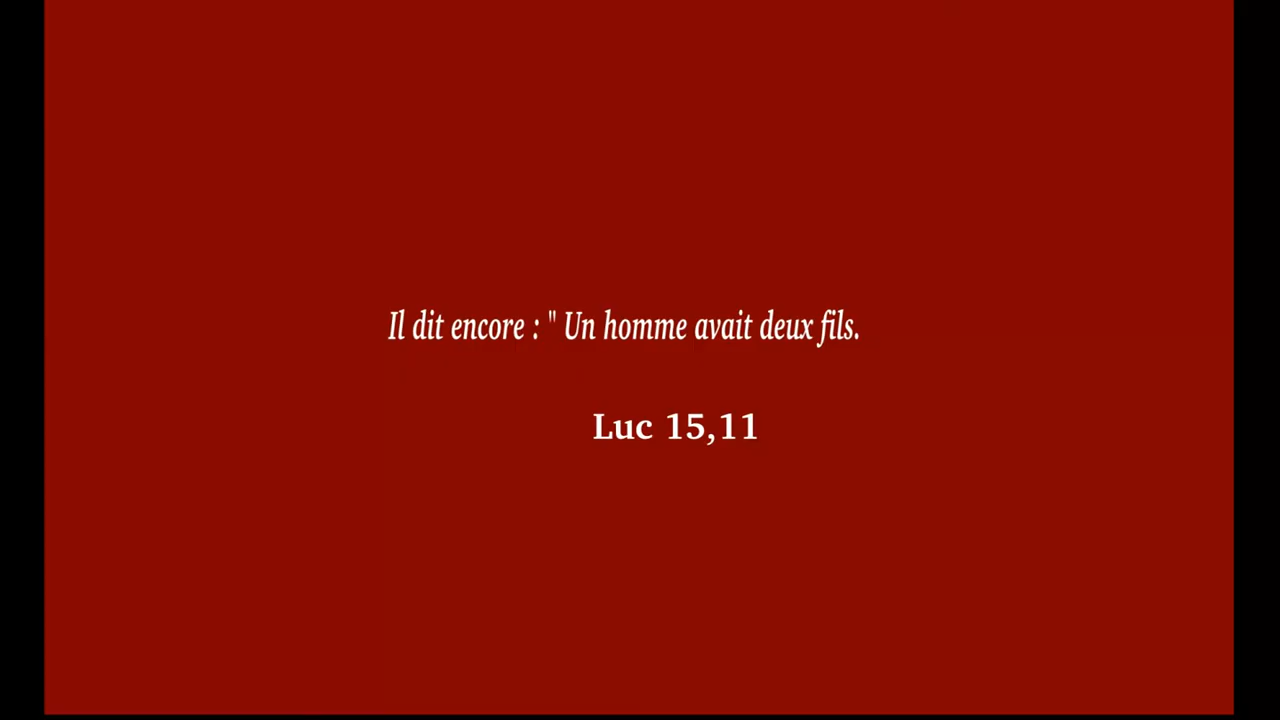 Il dit encore : " Un homme avait deux fils.
Luc 15,11